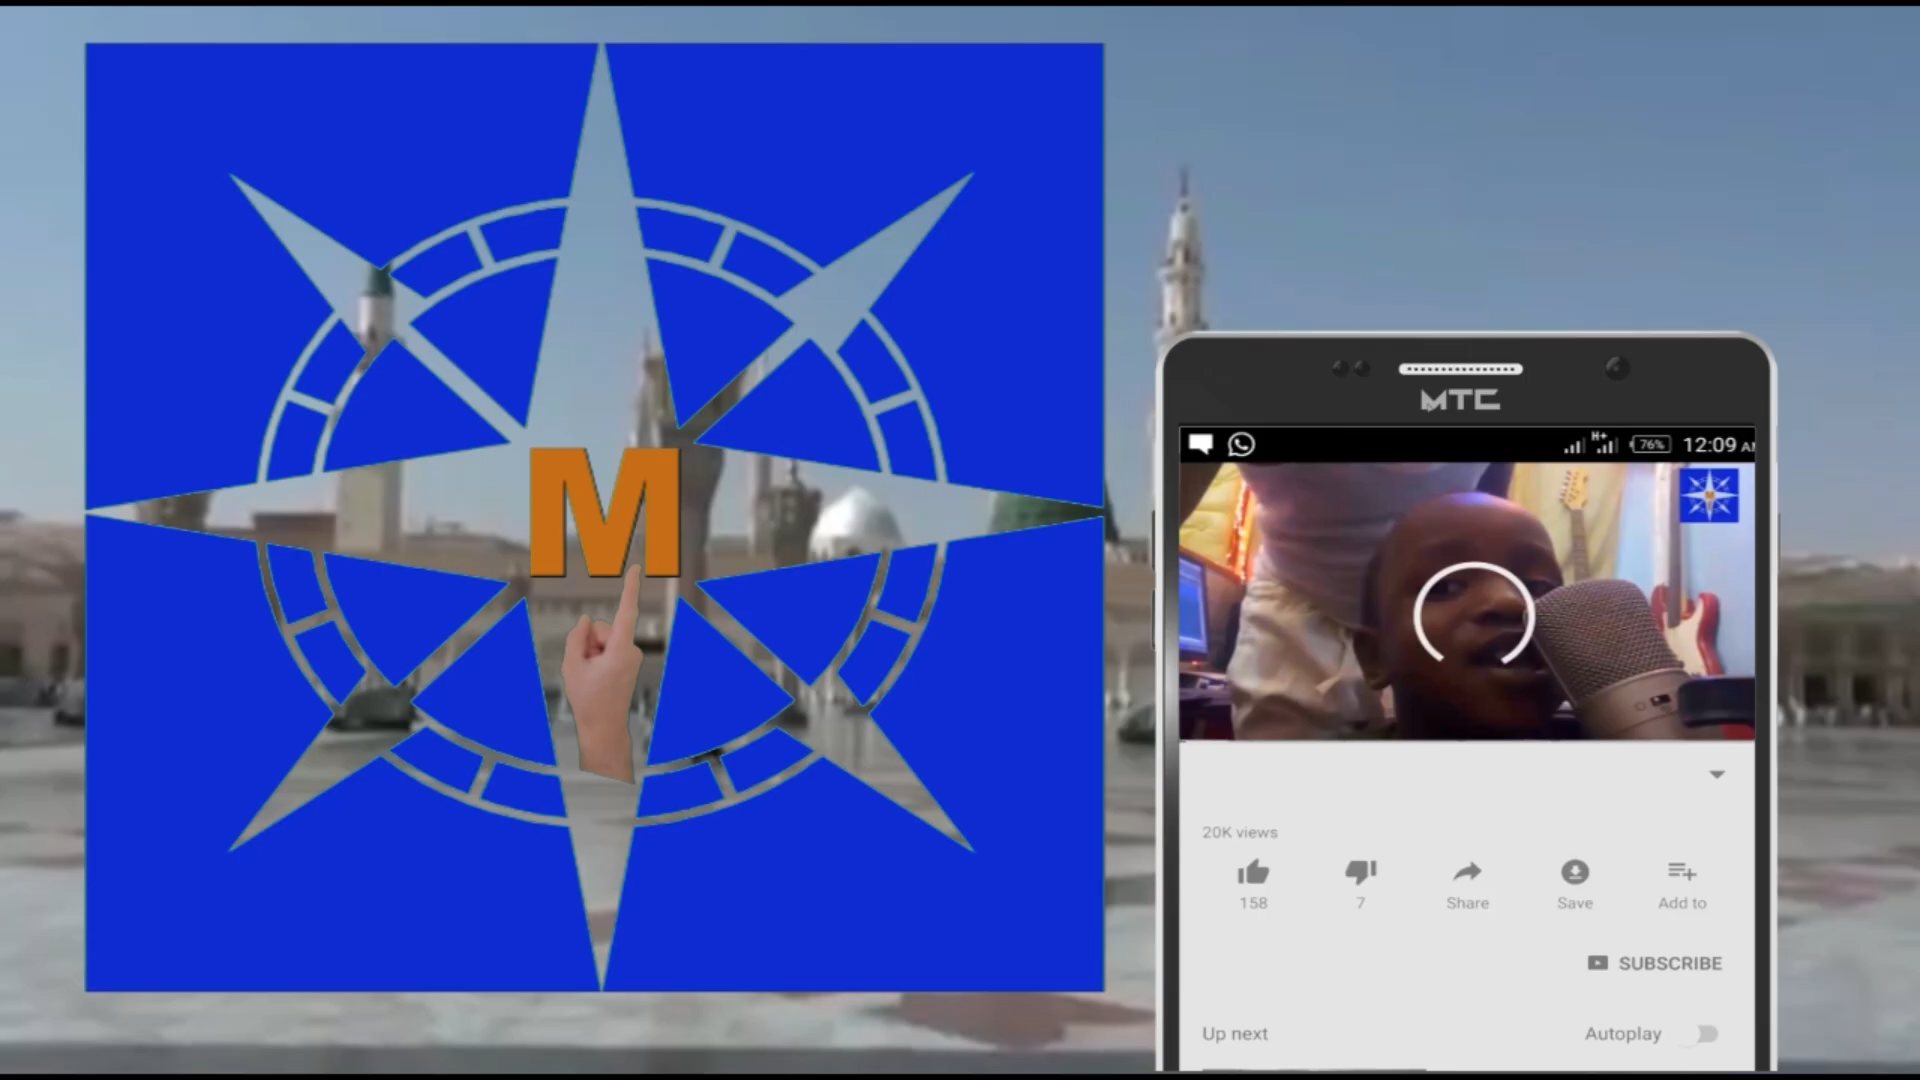 M
MTC
H+
76%
12:09 A
20K views
158
7
Share
Save
Add to
SUBSCRIBE
Up next
Autoplay